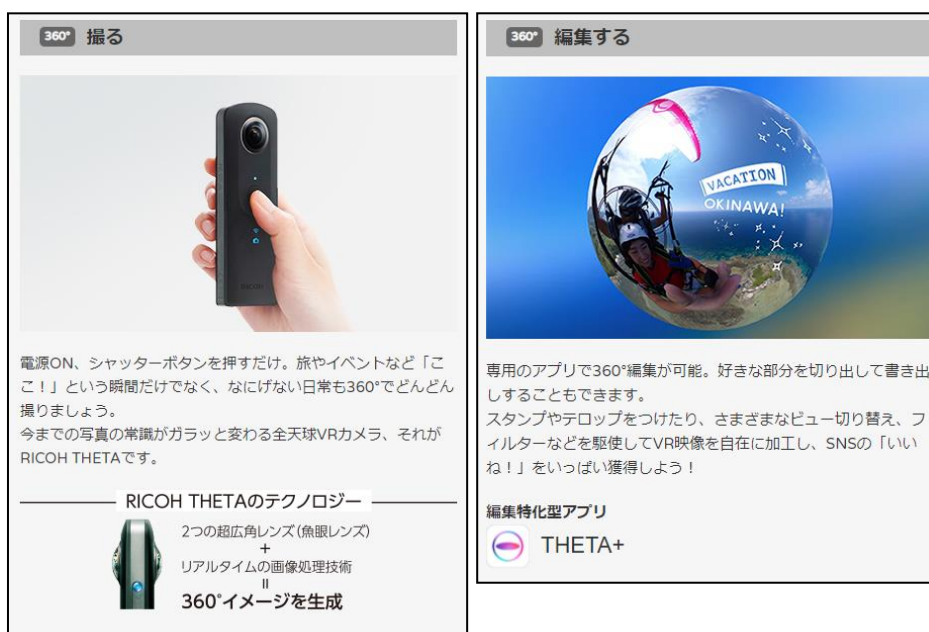 360° 撮る
RICOH
電源ON、シャッターボタンを押すだけ。旅やイベントなど「こ
こ!」という瞬間だけでなく、なにげない日常も360°でどんどん
撮りましょう。
今までの写真の常識がガラッと変わる全天球VRカメラ、それが
RICOH THETAです。
RICOH THETAのテクノロジー
2つの超広角レンズ(魚眼レンズ)
+
リアルタイムの画像処理技術
=
360°イメージを生成
360° 編集する
VACATION
OKINAWA!
専用のアプリで360°編集が可能。好きな部分を切り出して書き出
しすることもできます。
スタンプやテロップをつけたり、さまざまなビュー切り替え、フ
ィルターなどを駆使してVR映像を自在に加工し、SNSの「いい
ね!」をいっぱい獲得しよう!
編集特化型アプリ
THETA+